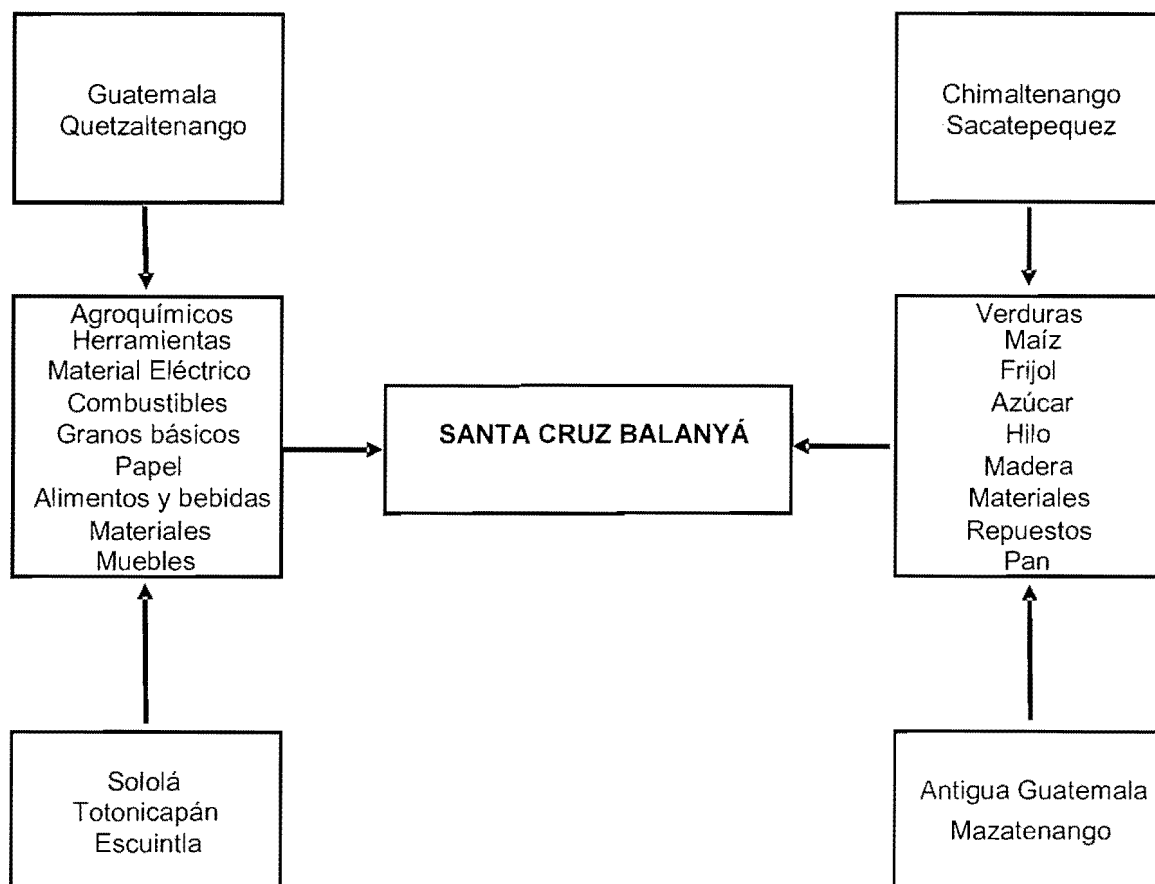 Guatemala
Quetzaltenango
Chimaltenango
Sacatepequez
Agroquímicos
Herramientas
Material Eléctrico
Combustibles
Granos básicos
Papel
Alimentos y bebidas
Materiales
Muebles
SANTA CRUZ BALANYÁ
Verduras
Maíz
Frijol
Azúcar
Hilo
Madera
Materiales
Repuestos
Pan
Sololá
Totonicapán
Escuintla
Antigua Guatemala
Mazatenango